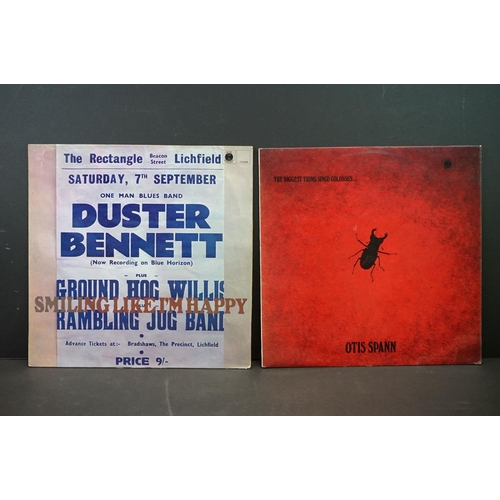 The Rectangle Beacon Street Lichfield
SATURDAY, 7TH SEPTEMBER
ONE MAN BLUES BAND
DUSTER
BENNETT
(Now Recording on Blue Horizon)
- PLUS -
GROUND HOG WILLIS
SMILING LIKE I'M HAPPY
RAMBLING JUG BAND
Advance Tickets at:- Bradshaws, The Precinct, Lichfield
PRICE 9/-
THE BIGGEST THING SINCE COLOSSUS...
OTIS SPANN